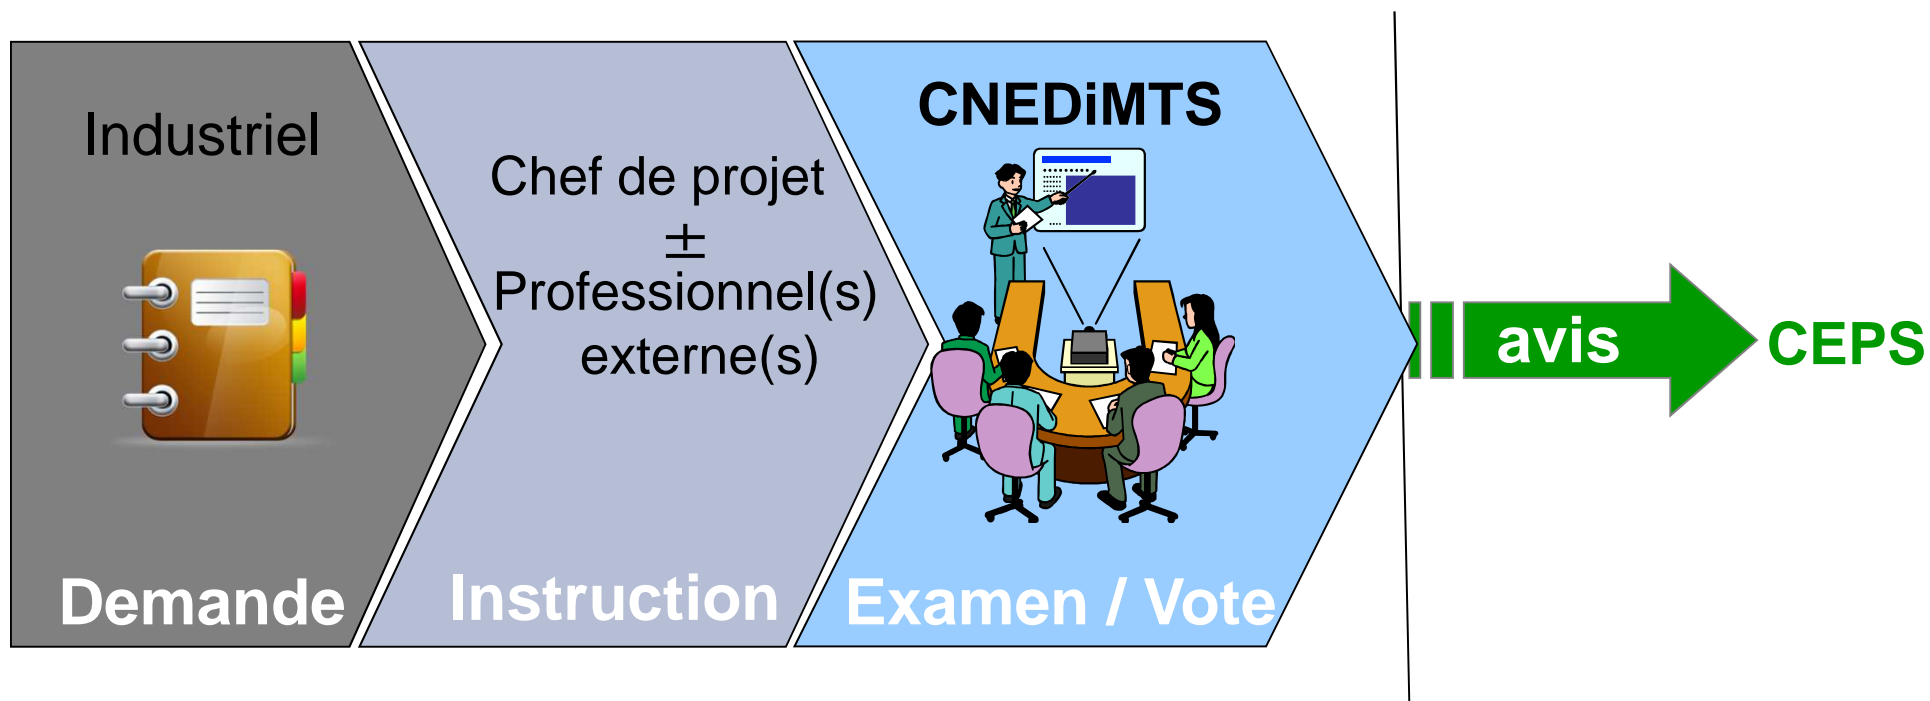 Industriel
Demande
Chef de projet
±
Professionnel(s)
externe(s)
Instruction
CNEDiMTS
Examen / Vote
avis
CEPS